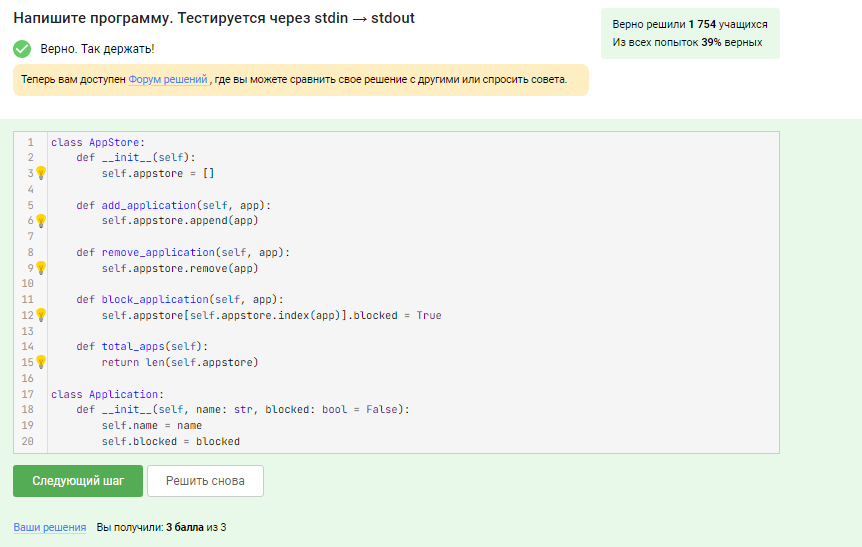 Напишите программу. Тестируется через stdin → stdout
Верно решили 1 754 учащихся
Из всех попыток 39% верных
Верно. Так держать!
Теперь вам доступен Форум решений , где вы можете сравнить свое решение с другими или спросить совета.
1 class AppStore:
2     def __init__(self):
3         self.appstore = []
4
5     def add_application(self, app):
6         self.appstore.append(app)
7
8     def remove_application(self, app):
9         self.appstore.remove(app)
10
11     def block_application(self, app):
12         self.appstore[self.appstore.index(app)].blocked = True
13
14     def total_apps(self):
15         return len(self.appstore)
16
17 class Application:
18     def __init__(self, name: str, blocked: bool = False):
19         self.name = name
20         self.blocked = blocked
Следующий шаг Решить снова
Ваши решения Вы получили: 3 балла из 3